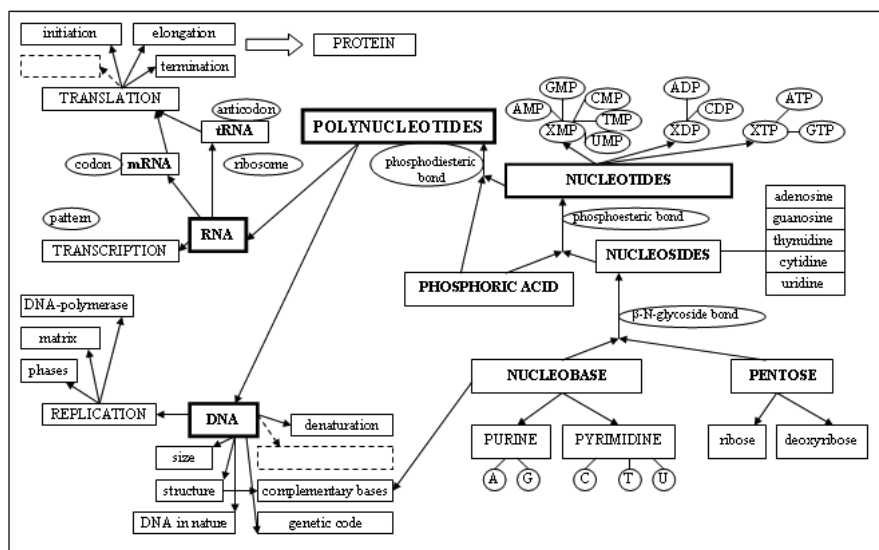 initiation
elongation
PROTEIN
termination
TRANSLATION
anticodon
tRNA
codon
mRNA
ribosome
pattern
RNA
TRANSCRIPTION
POLYNUCLEOTIDES
phosphodiesteric
bond
GMP
AMP
CMP
TMP
XMP
UMP
ADP
CDP
XDP
ATP
XTP
GTP
NUCLEOTIDES
phosphoesteric bond
adenosine
guanosine
thymidine
cytidine
uridine
NUCLEOSIDES
PHOSPHORIC ACID
β-N-glycoside bond
DNA-polymerase
matrix
phases
REPLICATION
DNA
denaturation
size
structure
complementary bases
DNA in nature
genetic code
NUCLEOBASE
PENTOSE
PURINE
PYRIMIDINE
ribose
deoxyribose
A
G
C
T
U